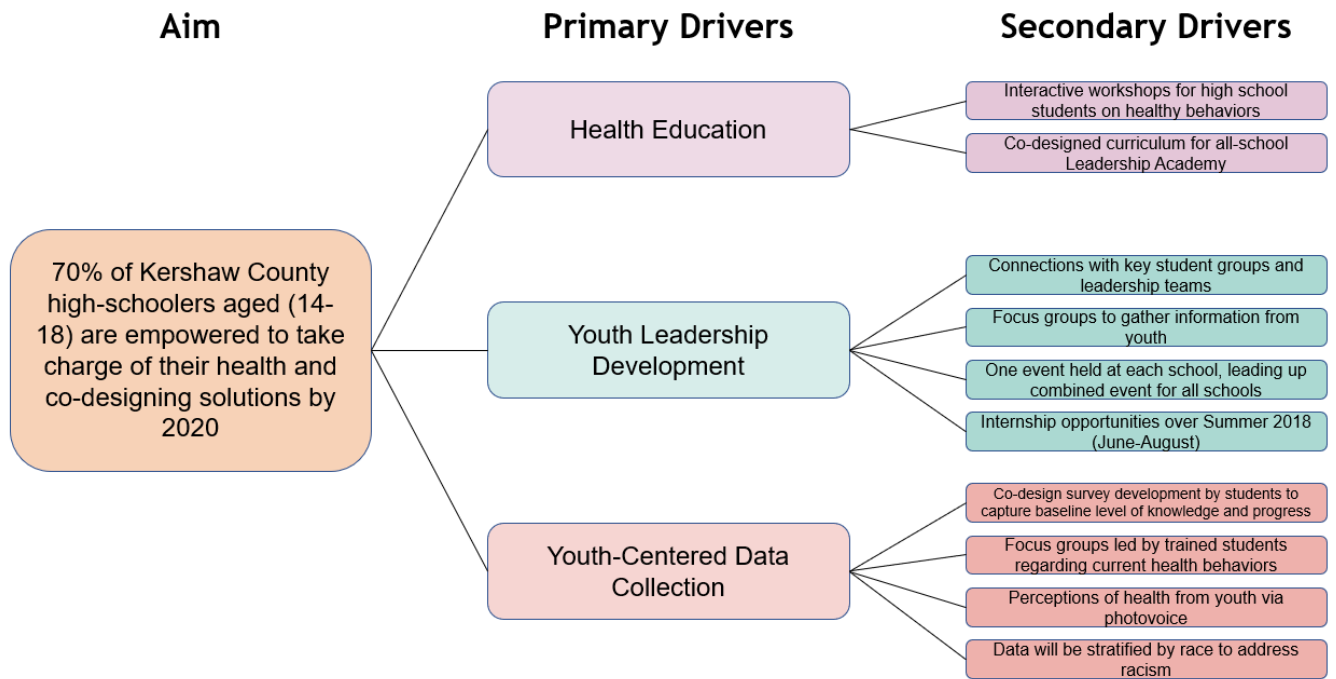 Aim
Primary Drivers
Secondary Drivers
70% of Kershaw County
high-schoolers aged (14-
18) are empowered to take
charge of their health and
co-designing solutions by
2020
Health Education
Interactive workshops for high school
students on healthy behaviors
Co-designed curriculum for all-school
Leadership Academy
Youth Leadership
Development
Connections with key student groups and
leadership teams
Focus groups to gather information from
youth
One event held at each school, leading up
combined event for all schools
Internship opportunities over Summer 2018
(June-August)
Youth-Centered Data
Collection
Co-design survey development by students to
capture baseline level of knowledge and progress
Focus groups led by trained students
regarding current health behaviors
Perceptions of health from youth via
photovoice
Data will be stratified by race to address
racism